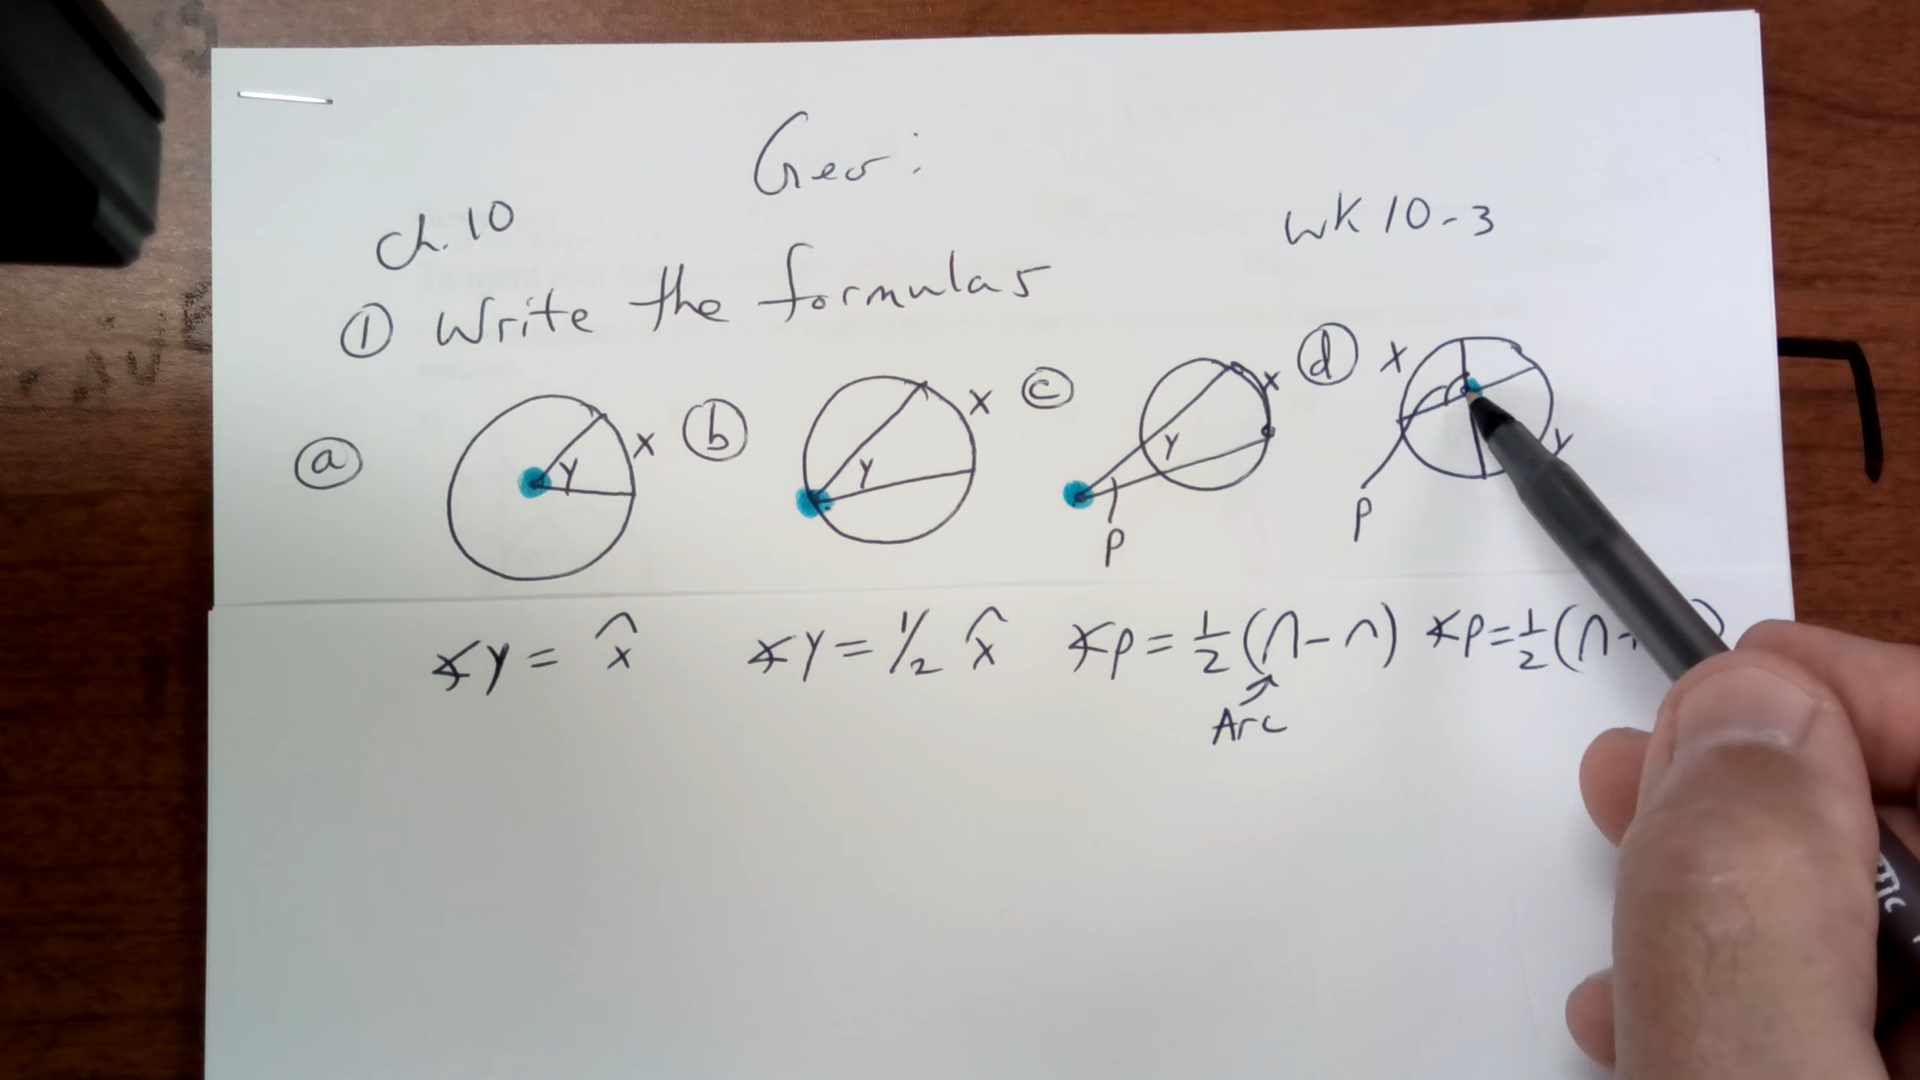 Geo:
Ch. 10
Wk 10-3
① Write the formulas
ⓐ y x ⓑ y x ⓒ y x p ⓓ x y p
∡y = x͡ ∡y = 1/2 x͡ ∡p = 1/2 (∩ - ∩) ∡p = 1/2 (∩
Arc